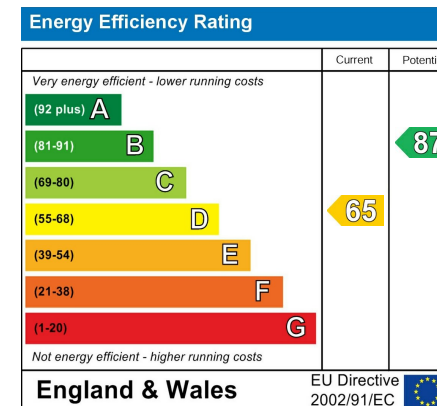 Energy Efficiency Rating
Current Potenti
Very energy efficient - lower running costs
(92 plus) A
(81-91) B 87
(69-80) C
(55-68) D 65
(39-54) E
(21-38) F
(1-20) G
Not energy efficient - higher running costs
England & Wales
EU Directive
2002/91/EC